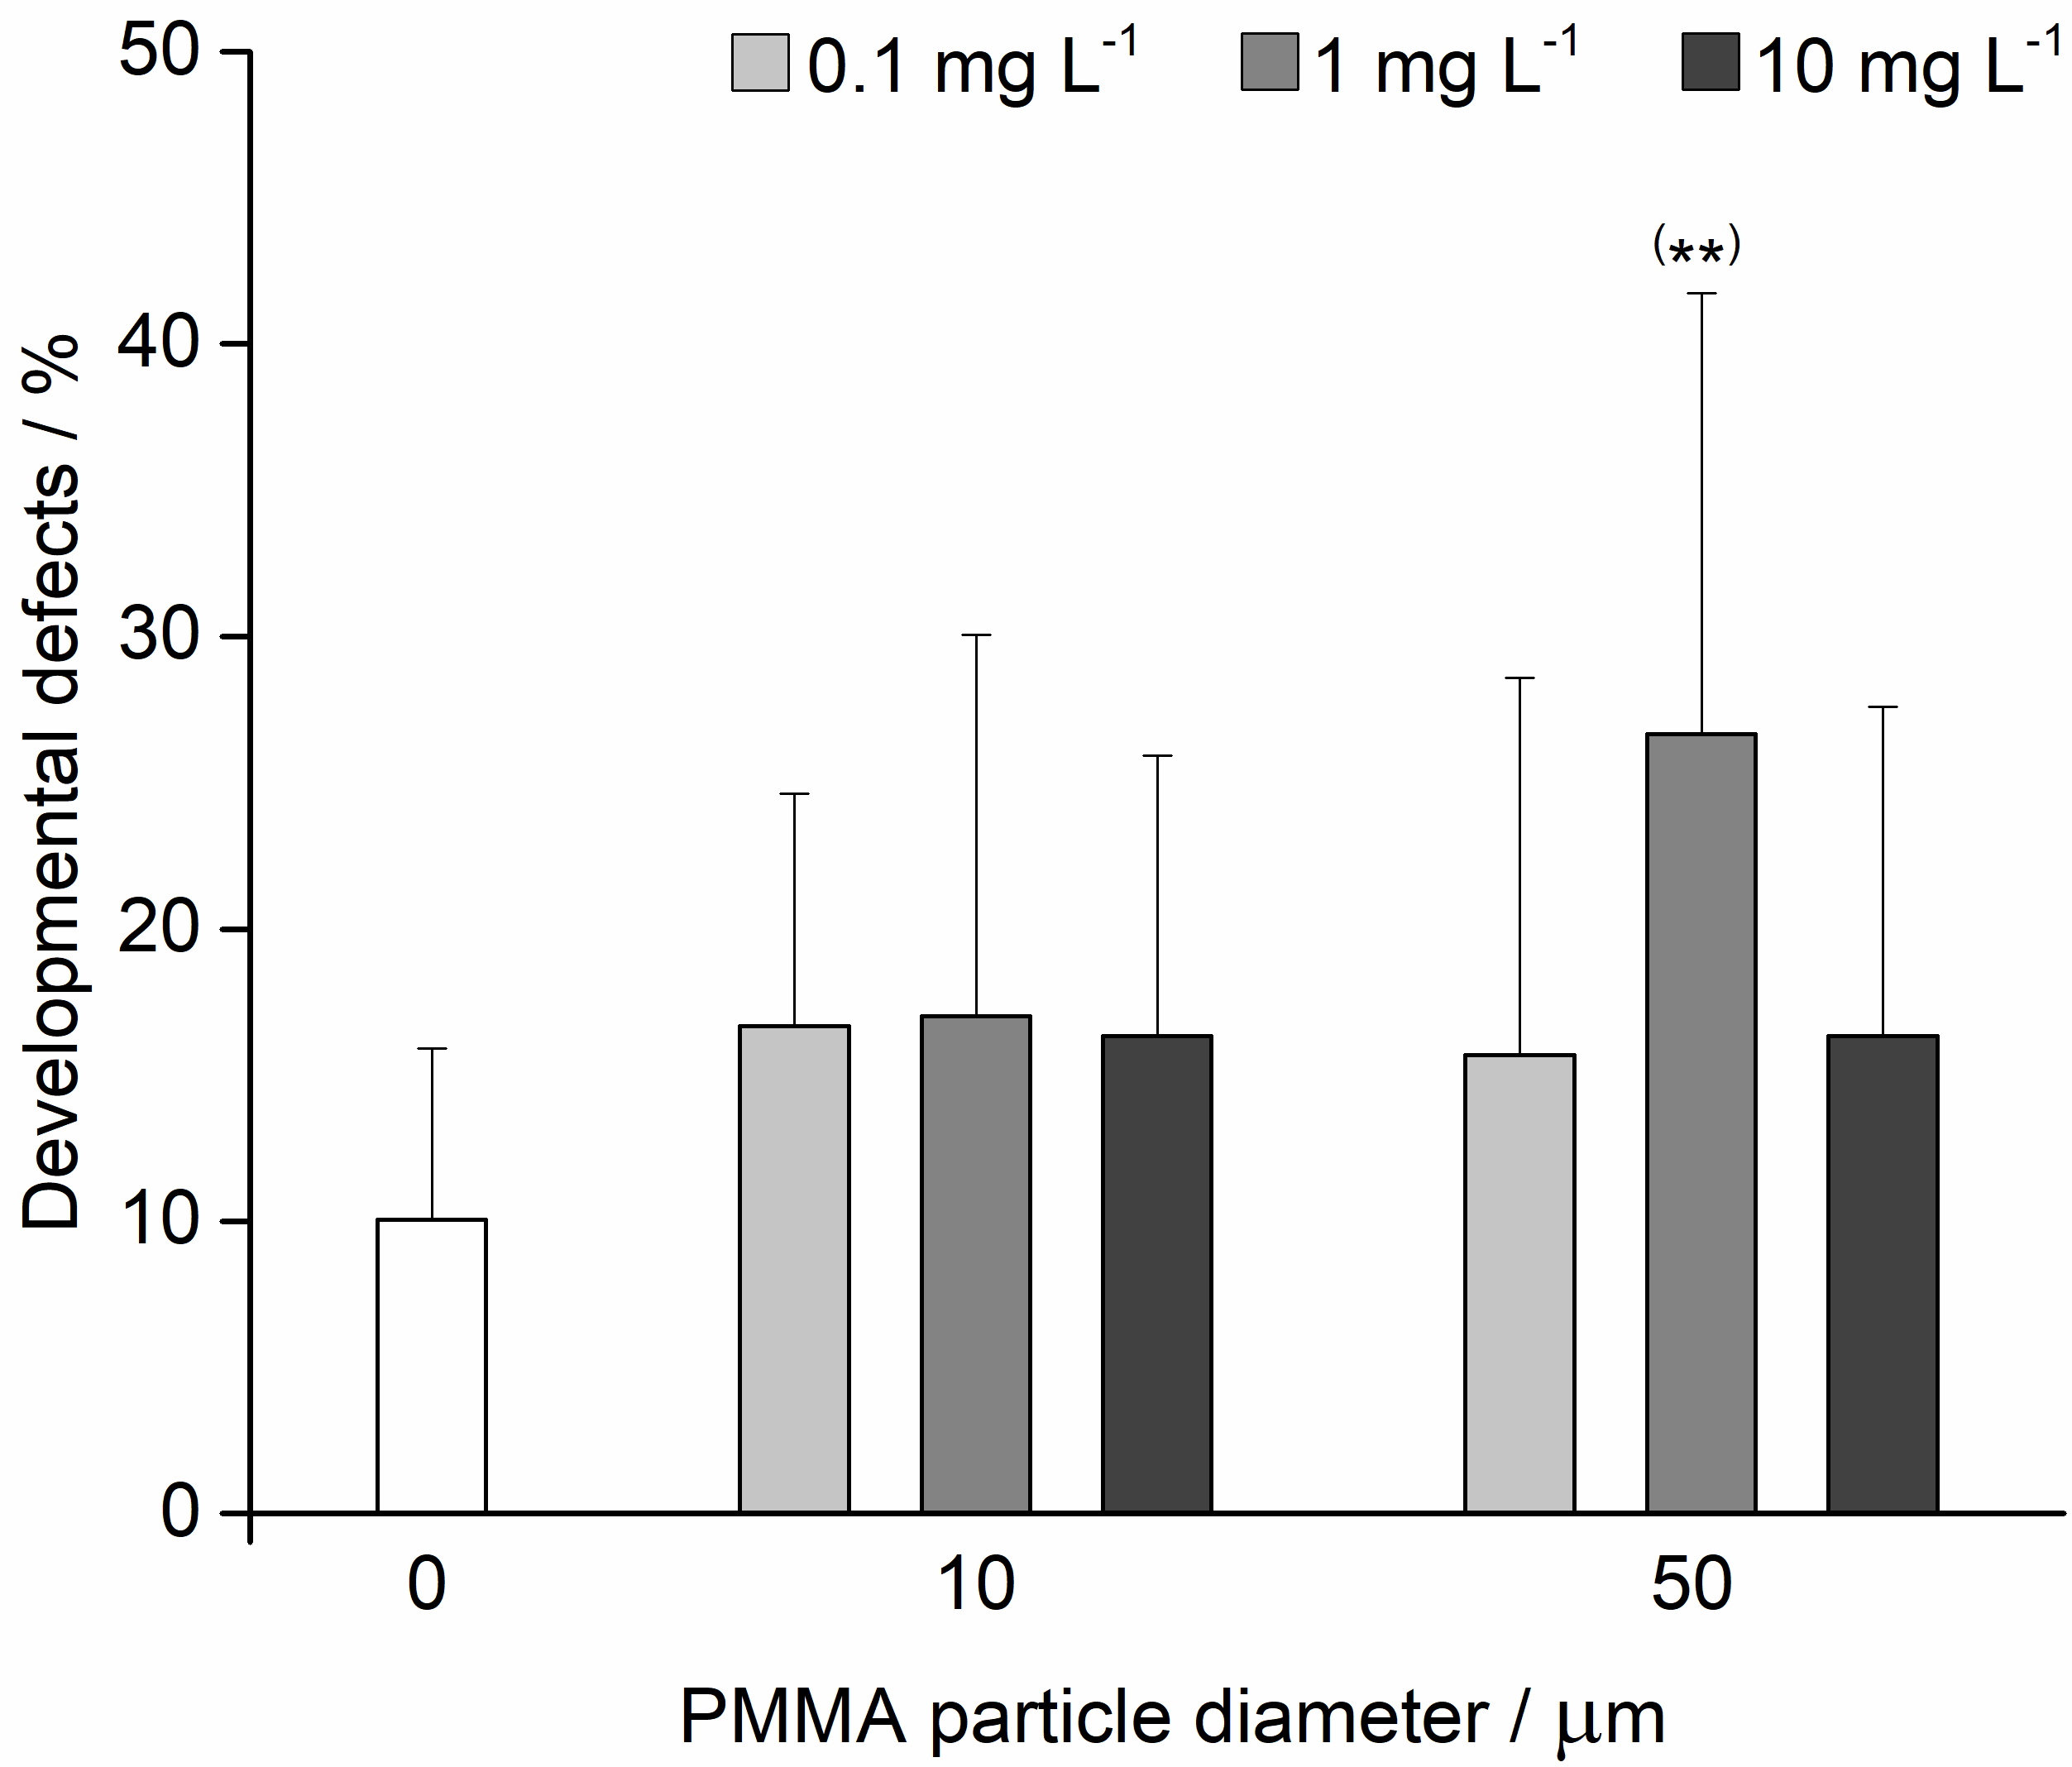 0.1 mg L⁻¹ 1 mg L⁻¹ 10 mg L⁻¹
Developmental defects / %
50
40
30
20
10
0
(**)
0 10 50
PMMA particle diameter / μm